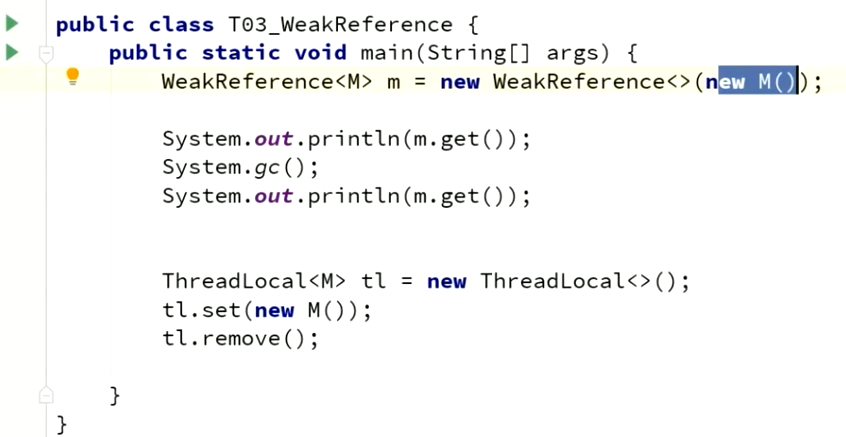 public class T03_WeakReference {
public static void main(String[] args) {
WeakReference<M> m = new WeakReference<>(new M());
System.out.println(m.get());
System.gc();
System.out.println(m.get());
ThreadLocal<M> tl = new ThreadLocal<>();
tl.set(new M());
tl.remove();
}
}